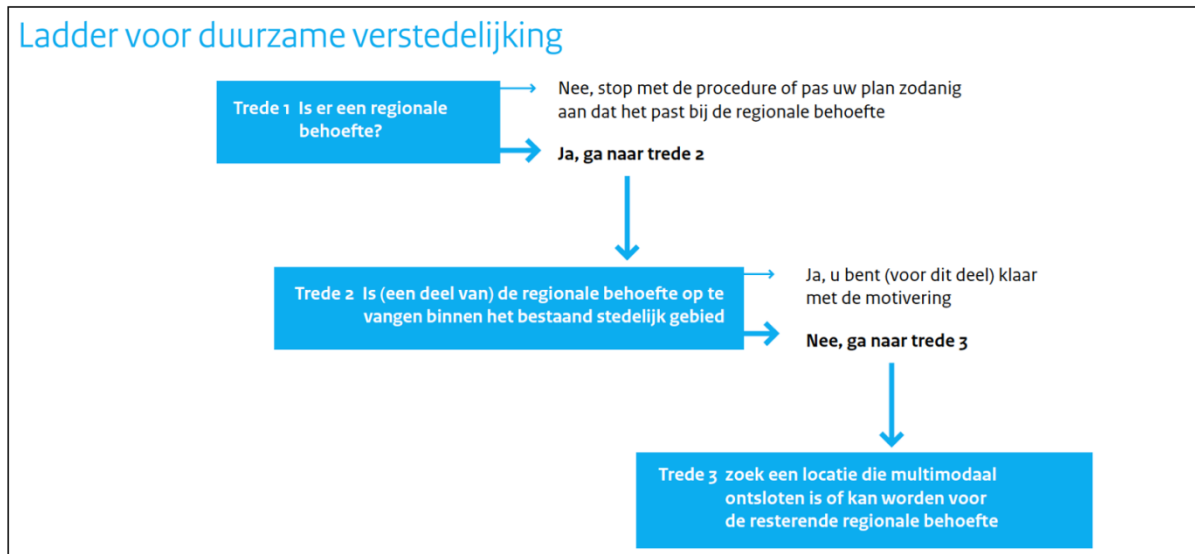 Ladder voor duurzame verstedelijking
Trede 1 Is er een regionale
behoefte?
Nee, stop met de procedure of pas uw plan zodanig
aan dat het past bij de regionale behoefte
Ja, ga naar trede 2
Trede 2 Is (een deel van) de regionale behoefte op te
vangen binnen het bestaand stedelijk gebied
Ja, u bent (voor dit deel) klaar
met de motivering
Nee, ga naar trede 3
Trede 3 zoek een locatie die multimodaal
ontsloten is of kan worden voor
de resterende regionale behoefte